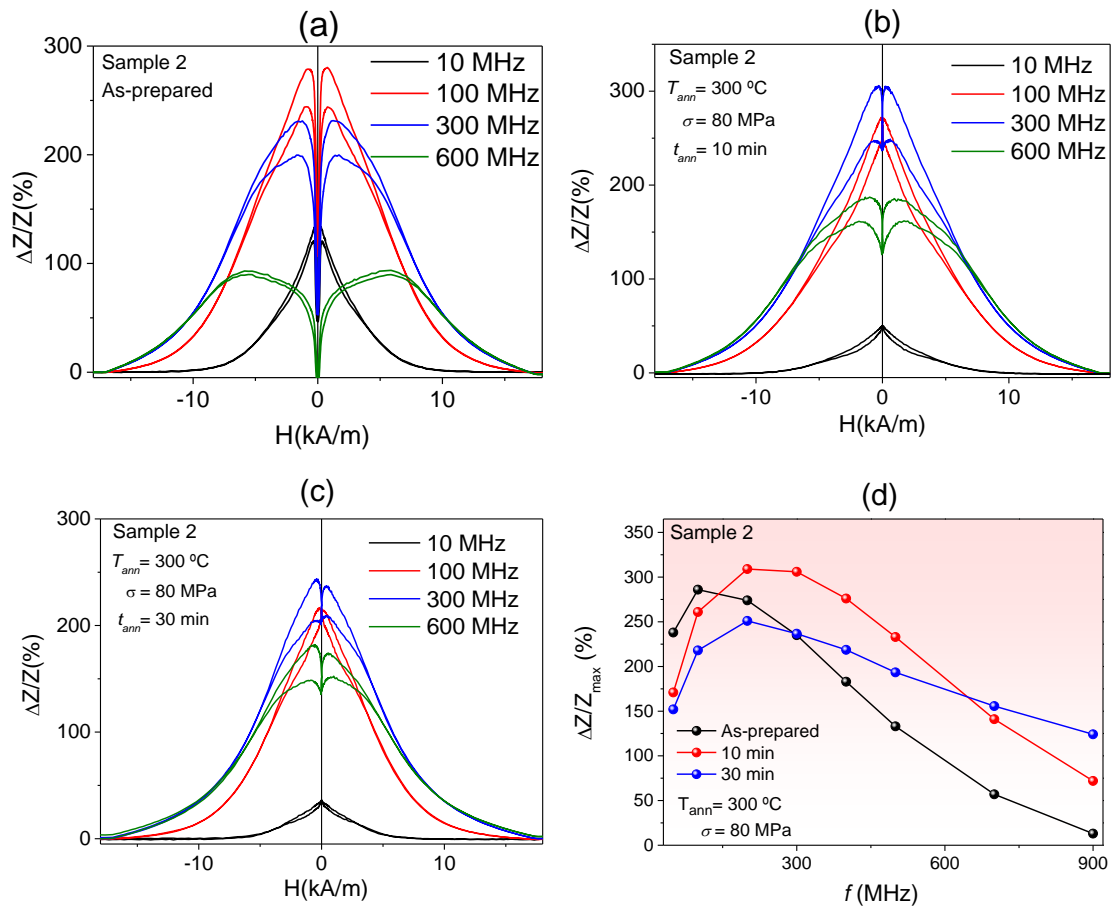 (a)
300
200
100
0
ΔZ/Z(%)
Sample 2
As-prepared
10 MHz
100 MHz
300 MHz
600 MHz
-10
0
10
H(kA/m)
(b)
300
200
100
0
ΔZ/Z(%)
Sample 2
T_ann= 300 ºC
σ = 80 MPa
t_ann= 10 min
10 MHz
100 MHz
300 MHz
600 MHz
-10
0
10
H(kA/m)
(c)
300
200
100
0
ΔZ/Z(%)
Sample 2
T_ann= 300 ºC
σ = 80 MPa
t_ann= 30 min
10 MHz
100 MHz
300 MHz
600 MHz
-10
0
10
H(kA/m)
(d)
350
300
250
200
150
100
50
0
ΔZ/Z_max (%)
Sample 2
As-prepared
10 min
30 min
T_ann= 300 ºC
σ = 80 MPa
300
600
900
f (MHz)